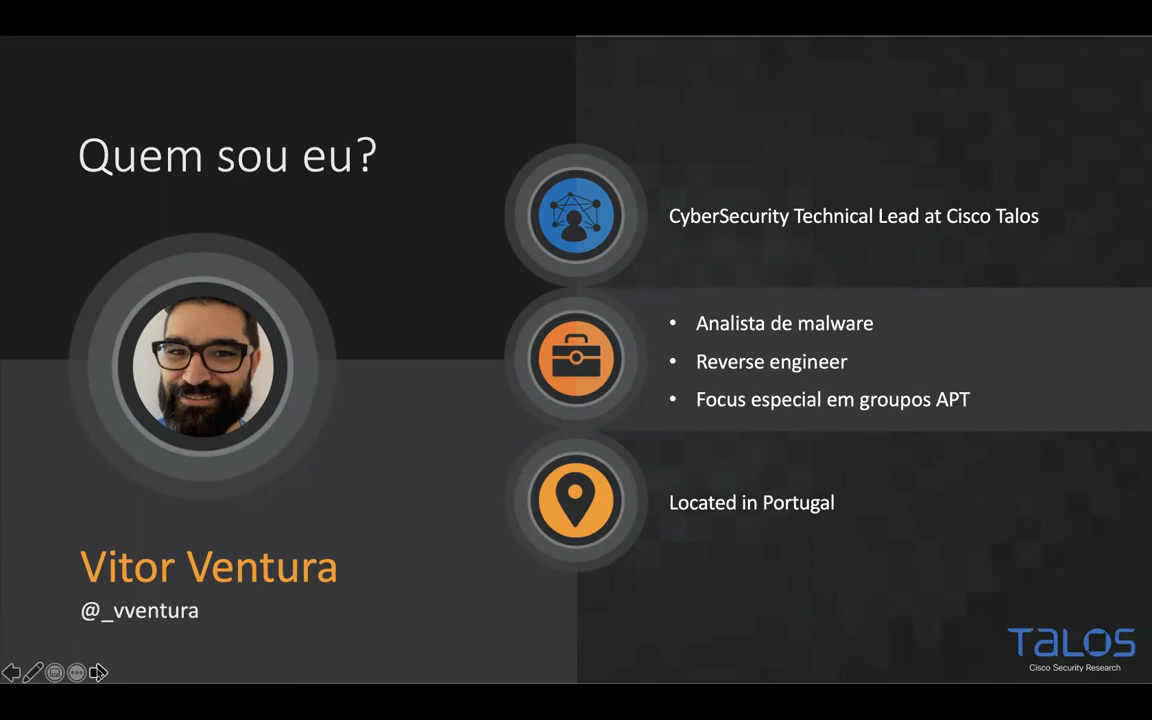 Quem sou eu?
CyberSecurity Technical Lead at Cisco Talos
• Analista de malware
• Reverse engineer
• Focus especial em groupos APT
Located in Portugal
Vitor Ventura
@_vventura
TALOS
Cisco Security Research